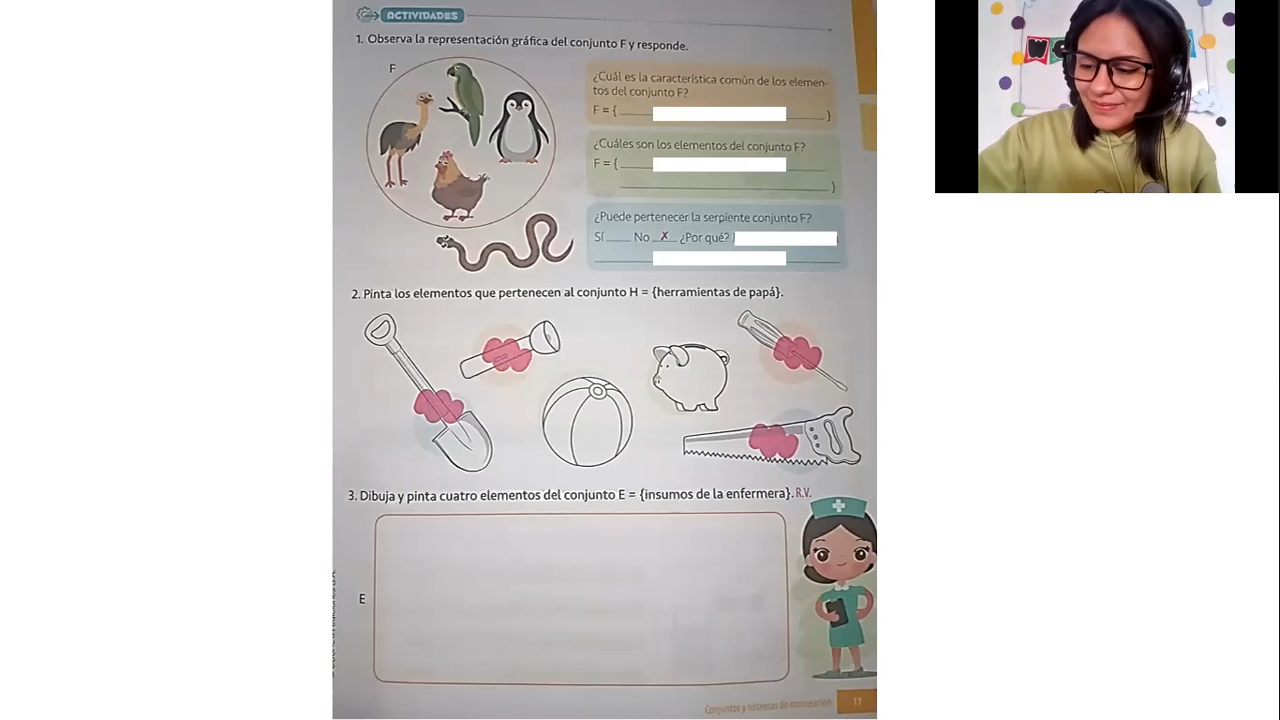 ACTIVIDADES
1. Observa la representación gráfica del conjunto F y responde.
F
¿Cuál es la característica común de los elemen-
tos del conjunto F?
F = { }
¿Cuáles son los elementos del conjunto F?
F = {
}
¿Puede pertenecer la serpiente conjunto F?
Sí ____ No _✗_ ¿Por qué?
2. Pinta los elementos que pertenecen al conjunto H = {herramientas de papá}.
3. Dibuja y pinta cuatro elementos del conjunto E = {insumos de la enfermera}. R.V.
E
Conjuntos y sistemas de numeración 17